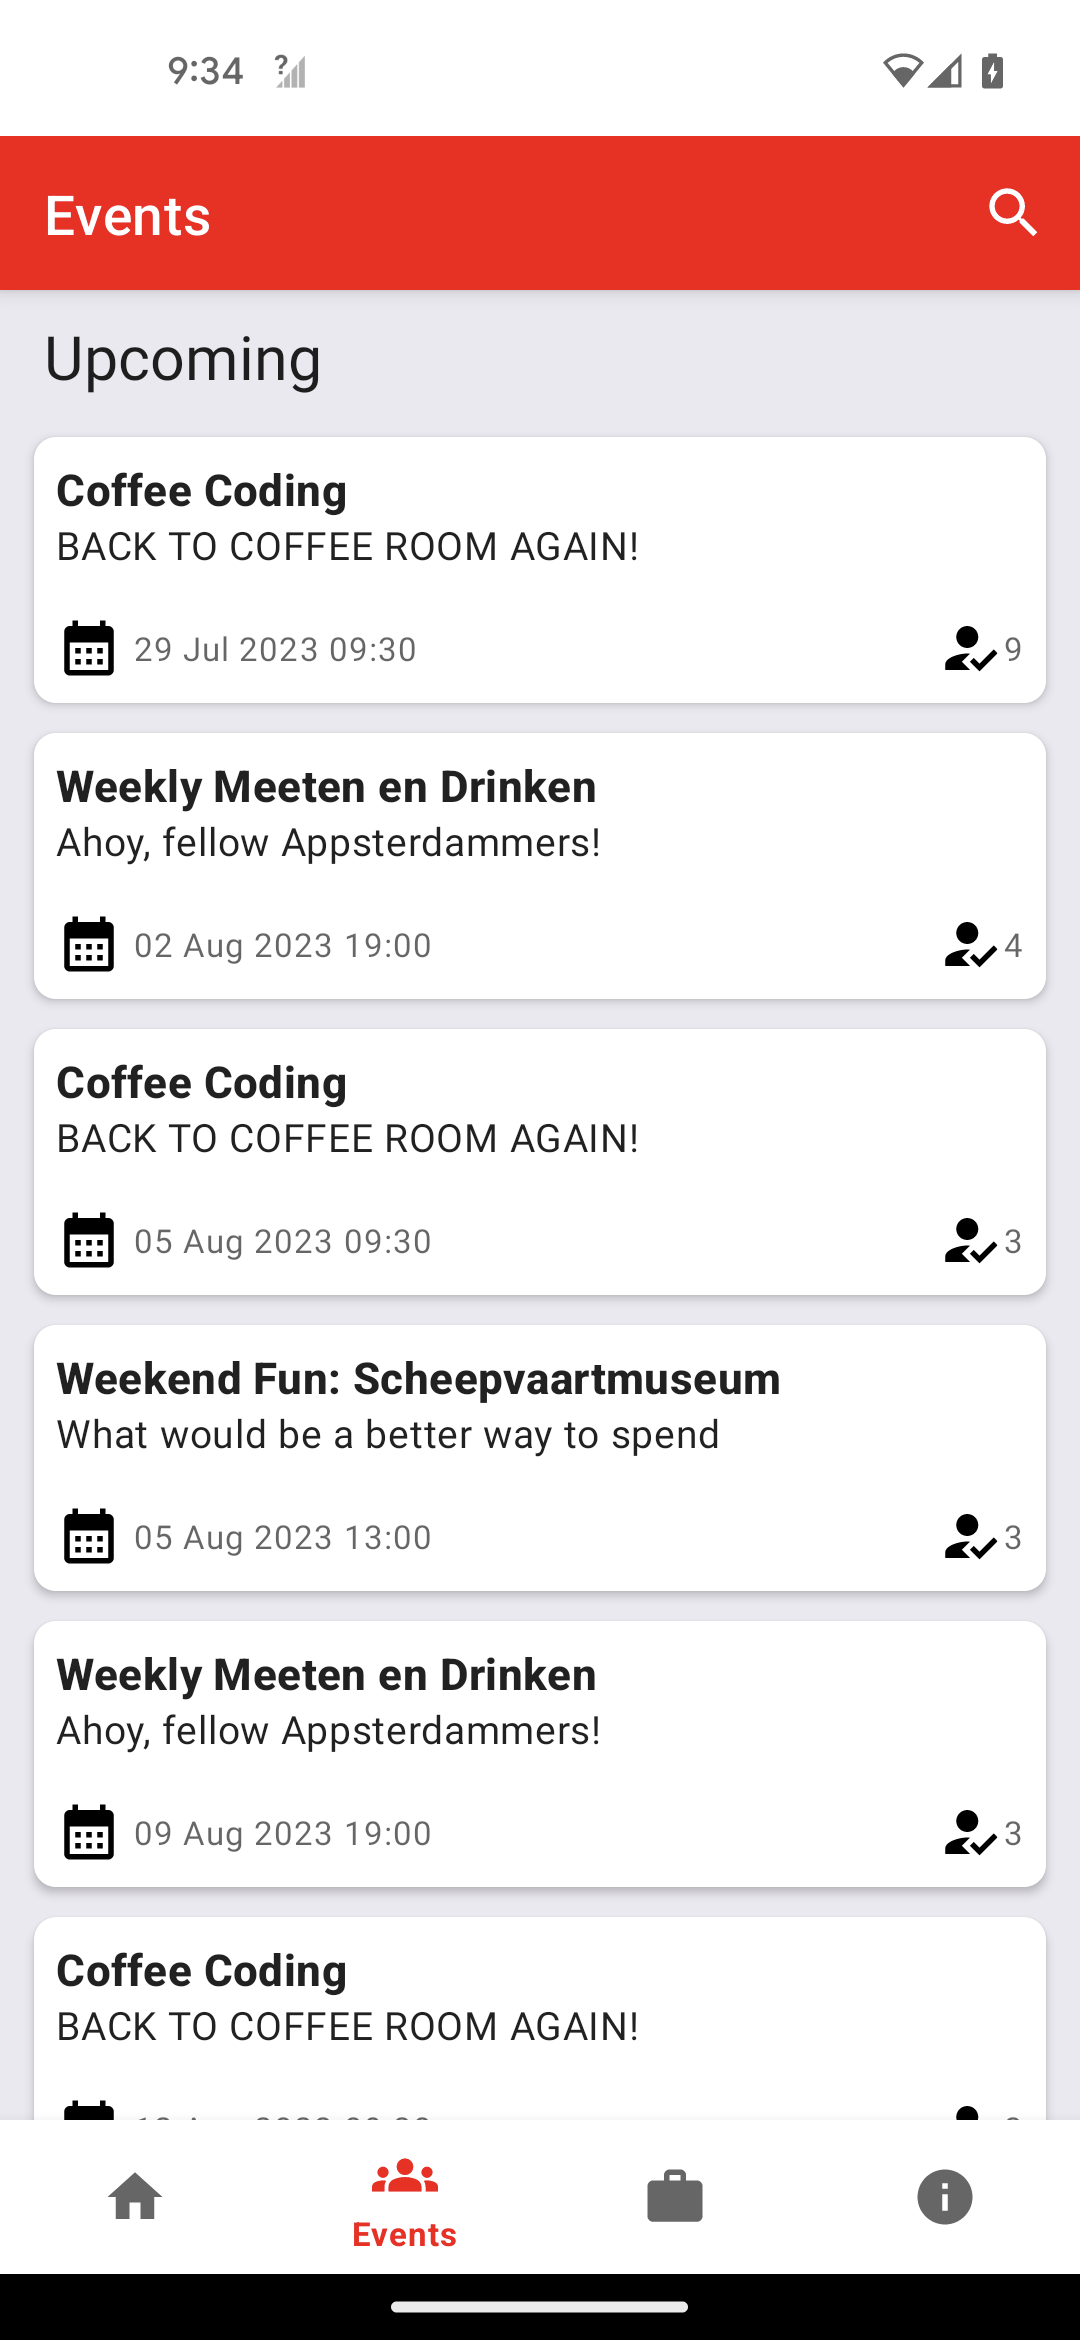 9:34
Events
Upcoming
Coffee Coding
BACK TO COFFEE ROOM AGAIN!
29 Jul 2023 09:30
9
Weekly Meeten en Drinken
Ahoy, fellow Appsterdammers!
02 Aug 2023 19:00
4
Coffee Coding
BACK TO COFFEE ROOM AGAIN!
05 Aug 2023 09:30
3
Weekend Fun: Scheepvaartmuseum
What would be a better way to spend
05 Aug 2023 13:00
3
Weekly Meeten en Drinken
Ahoy, fellow Appsterdammers!
09 Aug 2023 19:00
3
Coffee Coding
BACK TO COFFEE ROOM AGAIN!
Events